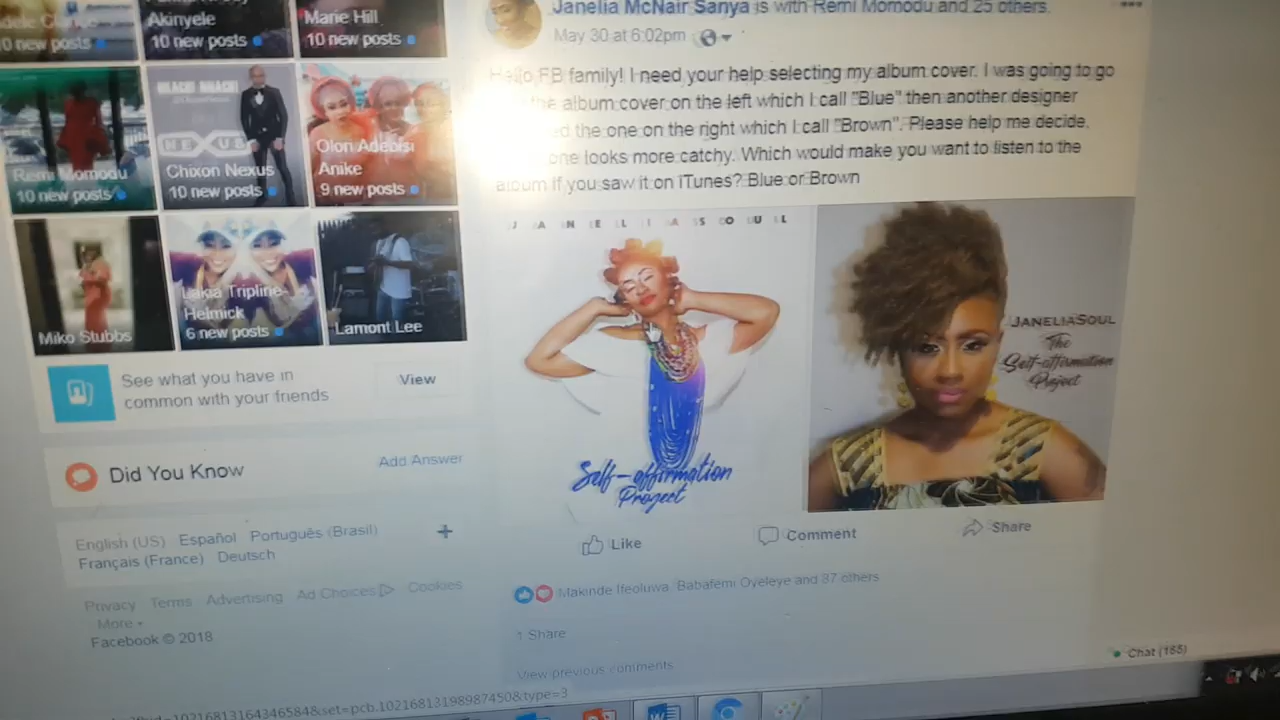 10 new posts
Akinyele
10 new posts
Marie Hill
10 new posts
Remi Momodu
10 new posts
Chixon Nexus
10 new posts
Olon Adebisi
Anike
9 new posts
Miko Stubbs
Lakia Tripline-
Helmick
6 new posts
Lamont Lee
See what you have in
common with your friends
View
Did You Know
Add Answer
English (US) Español Português (Brasil)
Français (France) Deutsch
Privacy Terms Advertising Ad Choices Cookies
More
Facebook © 2018
Janelia McNair Sanya is with Remi Momodu and 25 others.
May 30 at 6:02pm
Hello FB family! I need your help selecting my album cover. I was going to go
the album cover on the left which I call "Blue" then another designer
the one on the right which I call "Brown". Please help me decide.
one looks more catchy. Which would make you want to listen to the
album if you saw it on iTunes? Blue or Brown
JANELIASOUL
Self-affirmation
Project
JANELIASOUL
The
Self-affirmation
Project
Like
Comment
Share
Makinde Ifeoluwa, Babafemi Oyeleye and 37 others
1 Share
View previous comments
Chat (165)